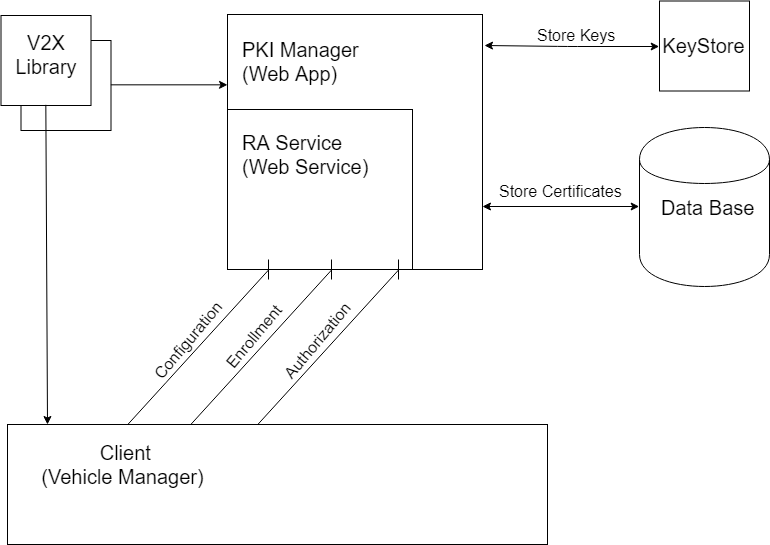 V2X
Library
PKI Manager
(Web App)
Store Keys
KeyStore
RA Service
(Web Service)
Store Certificates
Data Base
Configuration
Enrollment
Authorization
Client
(Vehicle Manager)